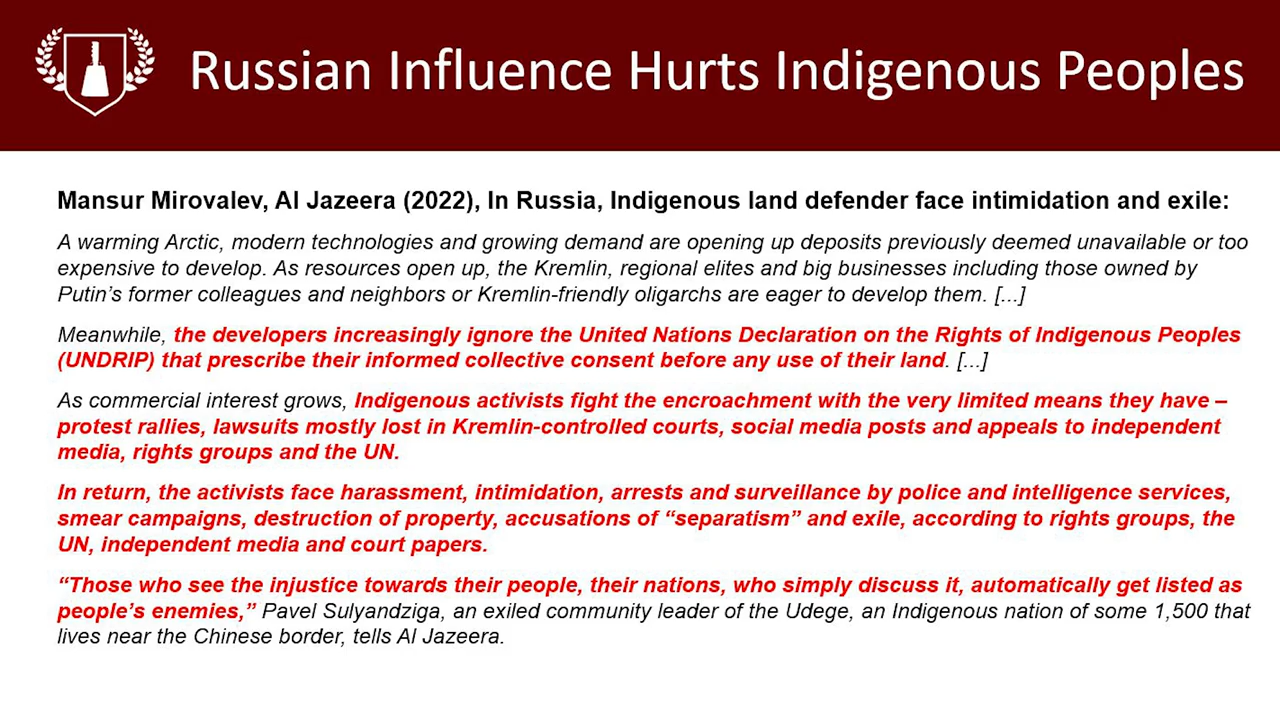 Russian Influence Hurts Indigenous Peoples
Mansur Mirovalev, Al Jazeera (2022), In Russia, Indigenous land defender face intimidation and exile:
A warming Arctic, modern technologies and growing demand are opening up deposits previously deemed unavailable or too
expensive to develop. As resources open up, the Kremlin, regional elites and big businesses including those owned by
Putin's former colleagues and neighbors or Kremlin-friendly oligarchs are eager to develop them. [...]
Meanwhile, the developers increasingly ignore the United Nations Declaration on the Rights of Indigenous Peoples
(UNDRIP) that prescribe their informed collective consent before any use of their land. [...]
As commercial interest grows, Indigenous activists fight the encroachment with the very limited means they have –
protest rallies, lawsuits mostly lost in Kremlin-controlled courts, social media posts and appeals to independent
media, rights groups and the UN.
In return, the activists face harassment, intimidation, arrests and surveillance by police and intelligence services,
smear campaigns, destruction of property, accusations of “separatism” and exile, according to rights groups, the
UN, independent media and court papers.
“Those who see the injustice towards their people, their nations, who simply discuss it, automatically get listed as
people’s enemies,” Pavel Sulyandziga, an exiled community leader of the Udege, an Indigenous nation of some 1,500 that
lives near the Chinese border, tells Al Jazeera.